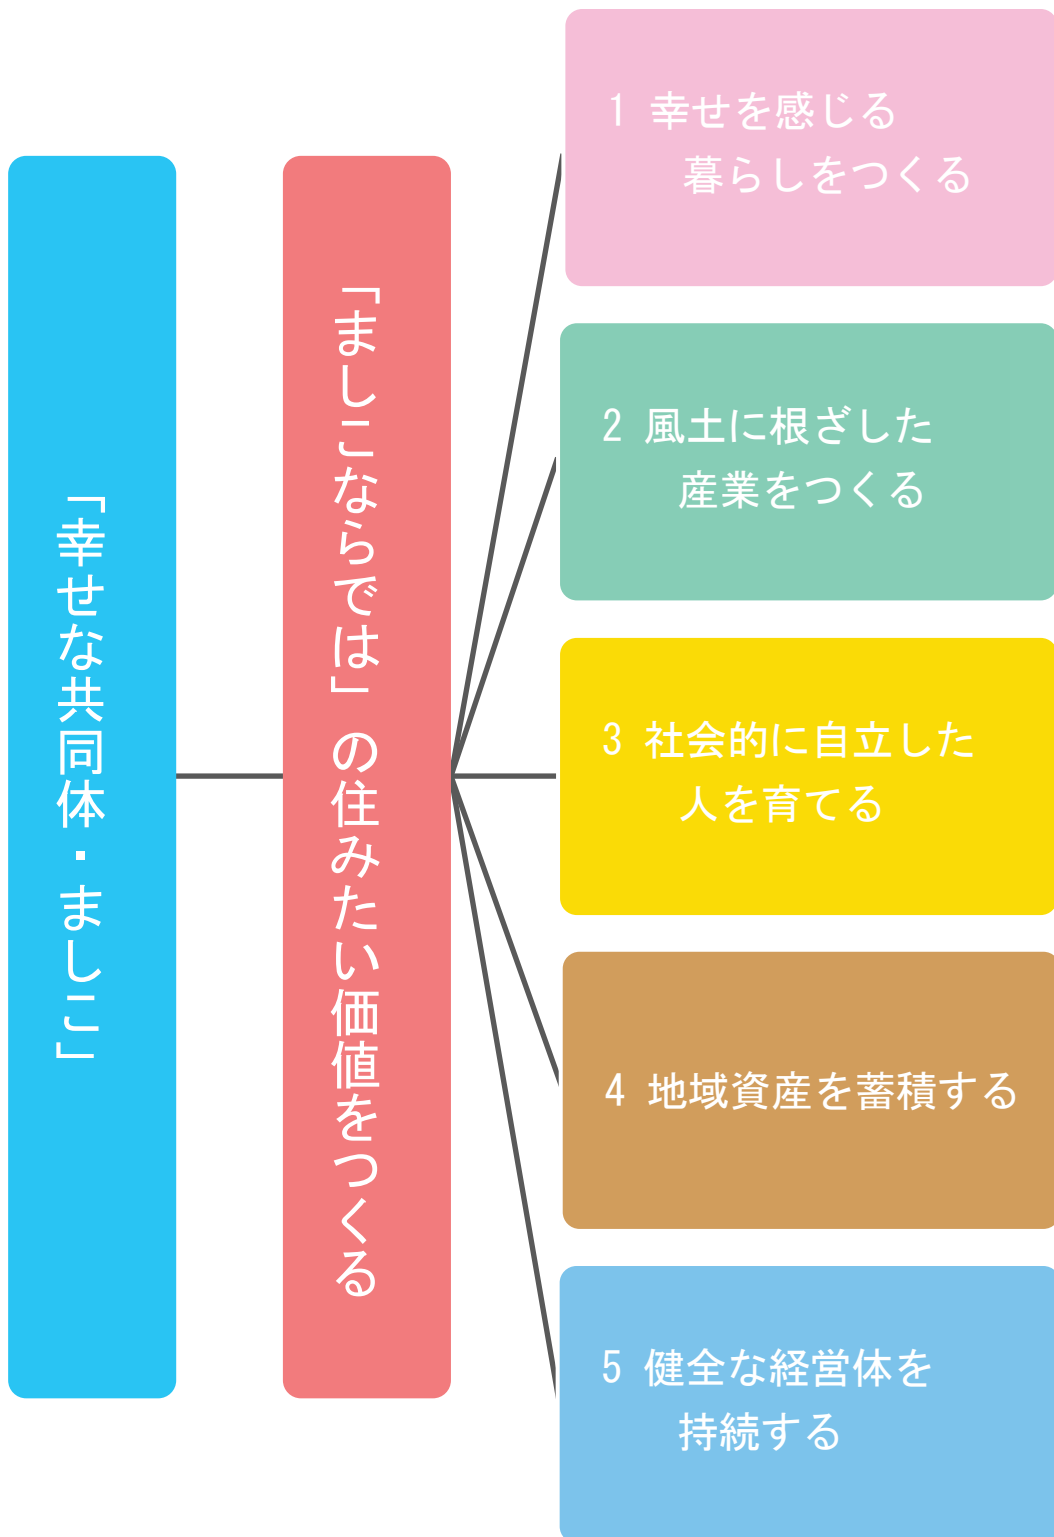 「幸せな共同体・ましこ」
「ましこならでは」の住みたい価値をつくる
1 幸せを感じる
暮らしをつくる
2 風土に根ざした
産業をつくる
3 社会的に自立した
人を育てる
4 地域資産を蓄積する
5 健全な経営体を
持続する